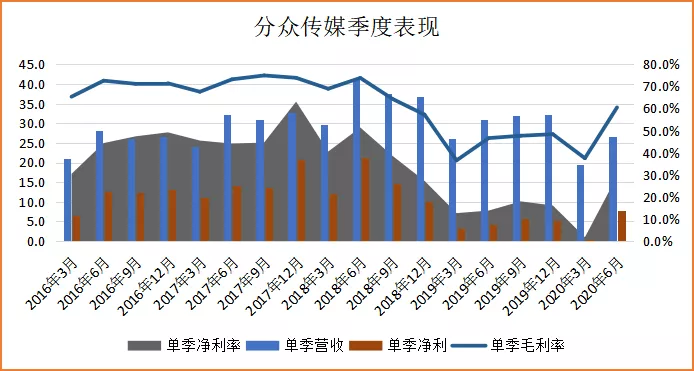 分众传媒季度表现
45.0
40.0
35.0
30.0
25.0
20.0
15.0
10.0
5.0
0.0
80.0%
70.0%
60.0%
50.0%
40.0%
30.0%
20.0%
10.0%
0.0%
2016年3月
2016年6月
2016年9月
2016年12月
2017年3月
2017年6月
2017年9月
2017年12月
2018年3月
2018年6月
2018年9月
2018年12月
2019年3月
2019年6月
2019年9月
2019年12月
2020年3月
2020年6月
单季净利率 单季营收 单季净利 单季毛利率